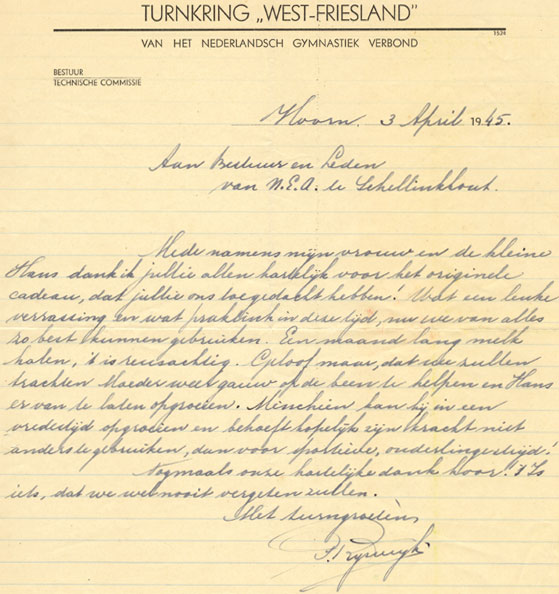 TURNKRING „WEST-FRIESLAND”
1524
VAN HET NEDERLANDSCH GYMNASTIEK VERBOND
BESTUUR
TECHNISCHE COMMISSIE
Hoorn. 3 April 1945.
Aan Bestuur en Leden
van N.E.A. te Schellinkhout.
Mede namens mijn vrouw en de kleine
Hans dank ik jullie allen hartelijk voor het originele
cadeau, dat jullie ons toegedacht hebben! Wat een leuke
verrassing en wat praktisch in deze tijd, nu we van alles
zo best kunnen gebruiken. Een maand lang melk
halen, 't is reusachtig. Geloof maar, dat we zullen
trachten Moeder weer gauw op de been te helpen en Hans
er van te laten opgroeien. Misschien kan hij in een
vredestijd opgroeien en behoeft hopelijk zijn kracht niet
anders te gebruiken, dan voor sportieve, onderlinge strijd!
Nogmaals onze hartelijke dank hoor. 't Is
iets, dat we nooit vergeten zullen.
Met turngroeten,